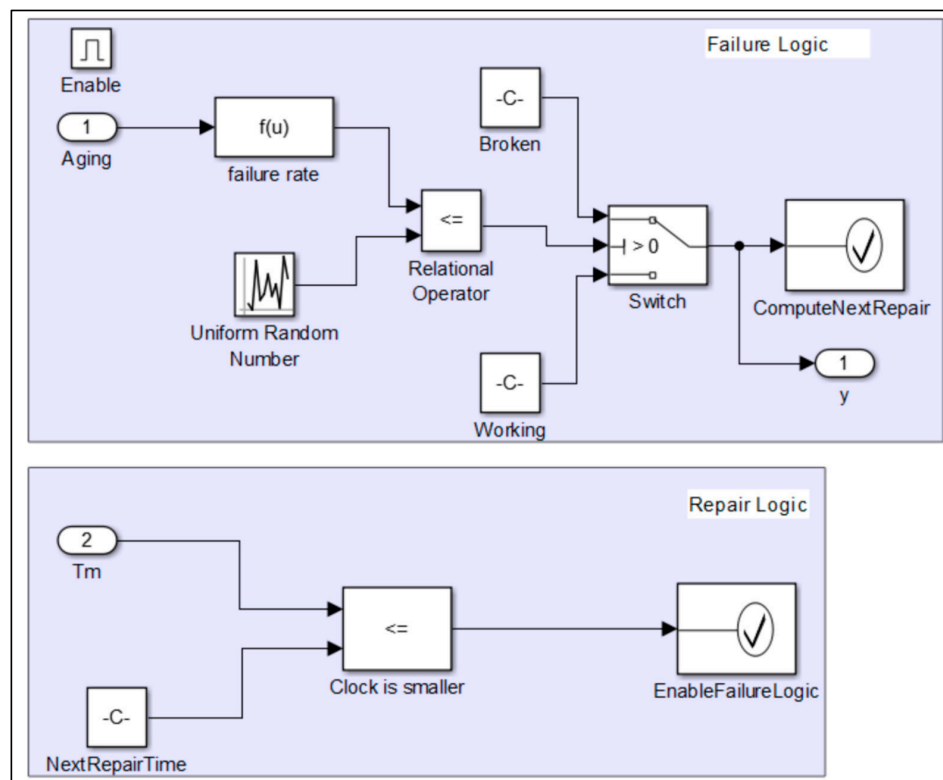 Failure Logic
Enable
1
Aging
f(u)
failure rate
-C-
Broken
<=
Relational
Operator
Uniform Random
Number
> 0
Switch
ComputeNextRepair
-C-
Working
1
y
Repair Logic
2
Tm
<=
Clock is smaller
EnableFailureLogic
-C-
NextRepairTime